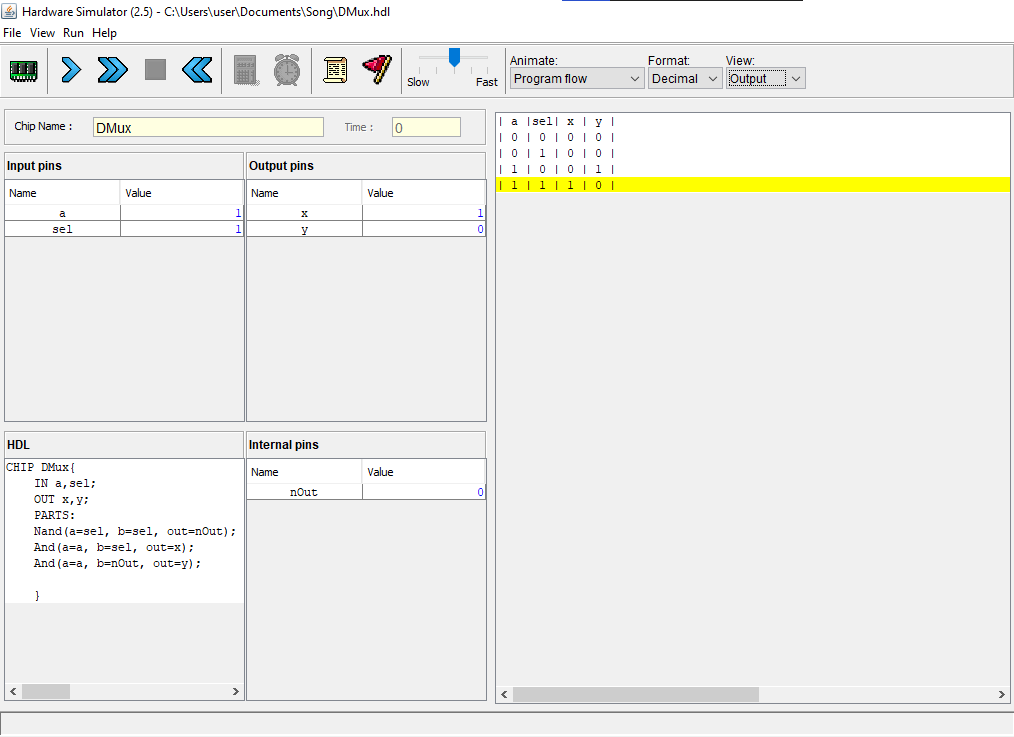 Hardware Simulator (2.5) - C:\Users\user\Documents\Song\DMux.hdl
File View Run Help
Slow Fast
Animate: Format: View:
Program flow Decimal Output
Chip Name : DMux Time : 0
Input pins
Name Value
a 1
sel 1
Output pins
Name Value
x 1
y 0
HDL
CHIP DMux{
IN a,sel;
OUT x,y;
PARTS:
Nand(a=sel, b=sel, out=nOut);
And(a=a, b=sel, out=x);
And(a=a, b=nOut, out=y);
}
Internal pins
Name Value
nOut 0
| a |sel| x | y |
| 0 | 0 | 0 | 0 |
| 0 | 1 | 0 | 0 |
| 1 | 0 | 0 | 1 |
| 1 | 1 | 1 | 0 |